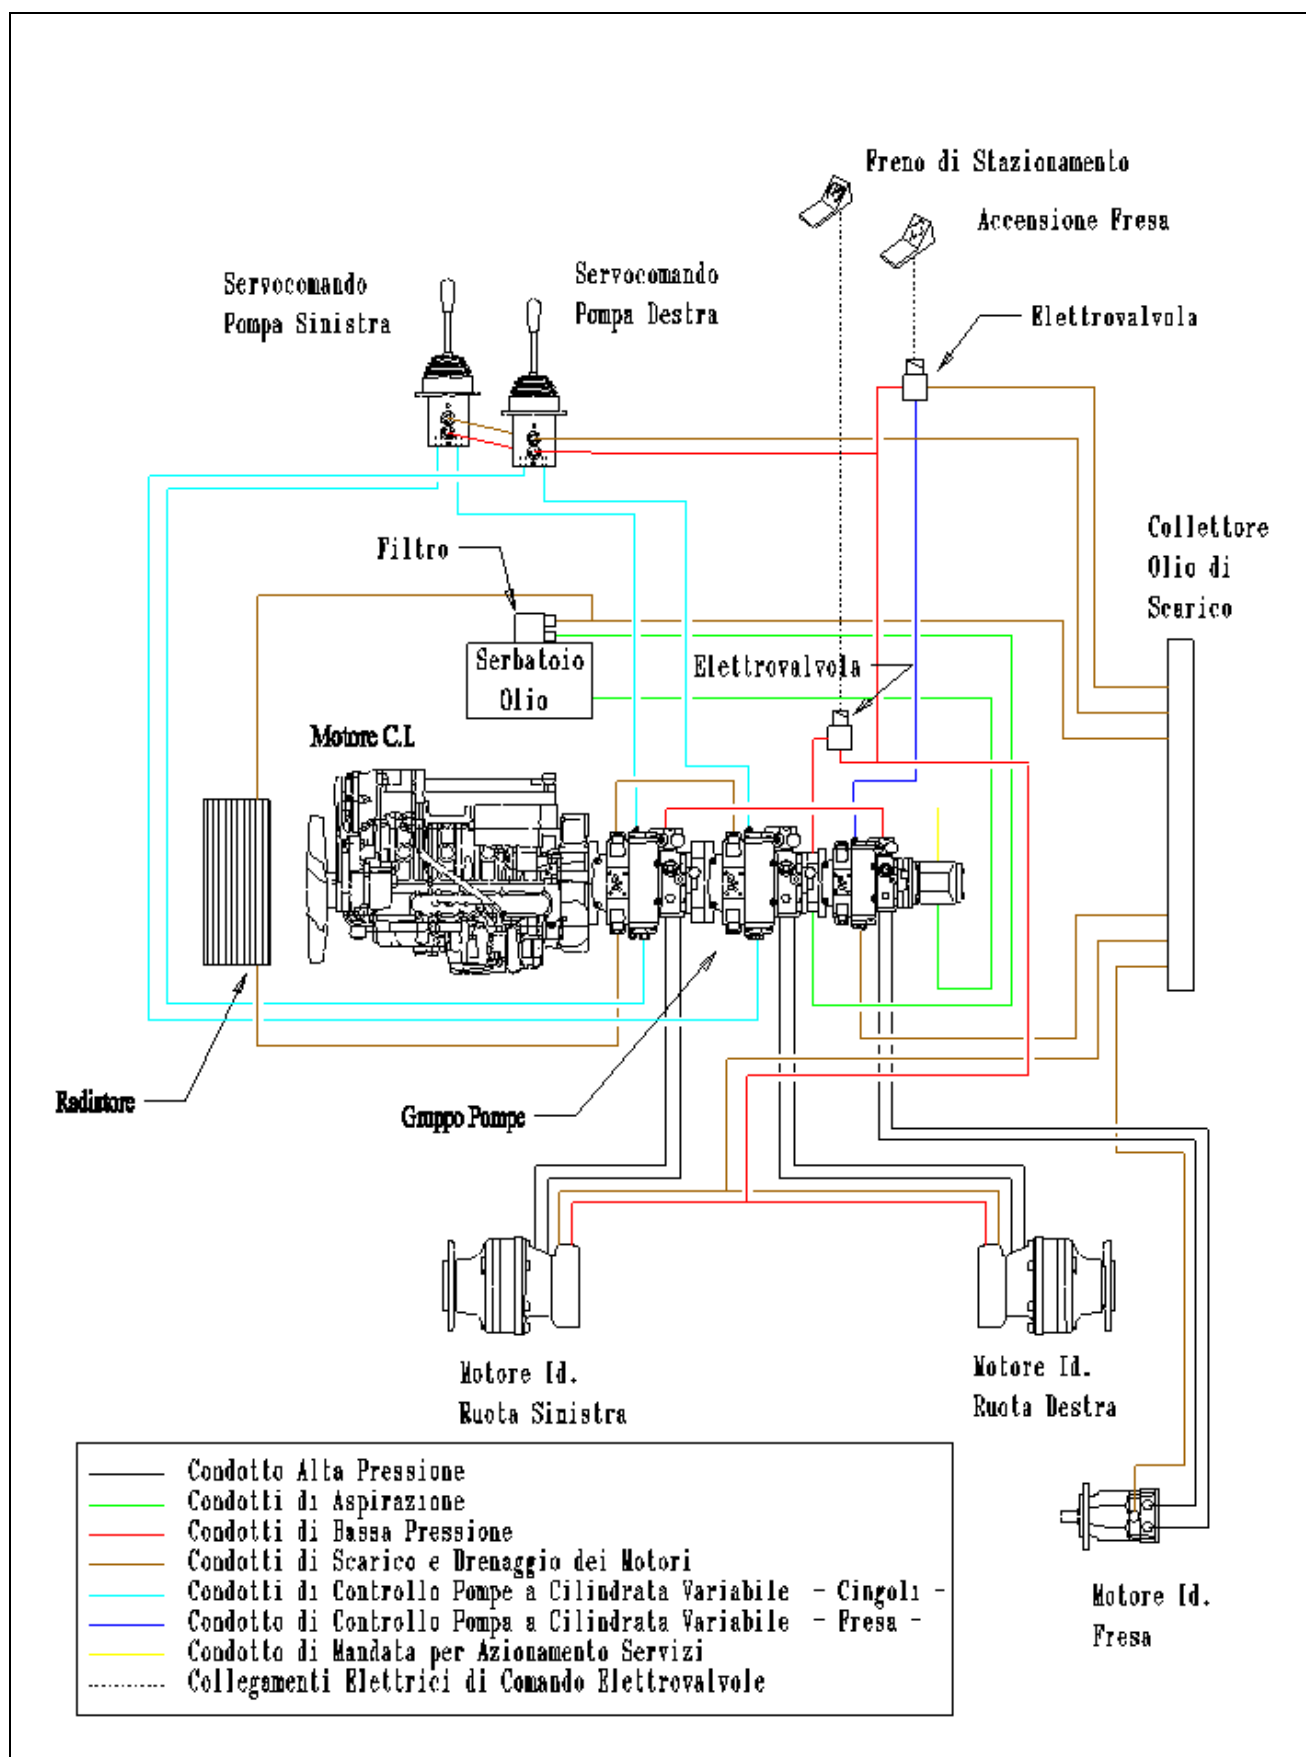 Freno di Stazionamento
Accensione Fresa
Servocomando
Pompa Sinistra
Servocomando
Pompa Destra
Elettrovalvola
Filtro
Collettore
Olio di
Scarico
Serbatoio
Olio
Elettrovalvola
Motore C.I.
Radiatore
Gruppo Pompe
Motore Id.
Ruota Sinistra
Motore Id.
Ruota Destra
Condotto Alta Pressione
Condotti di Aspirazione
Condotti di Bassa Pressione
Condotti di Scarico e Drenaggio dei Motori
Condotti di Controllo Pompe a Cilindrata Variabile - Cingoli -
Condotto di Controllo Pompa a Cilindrata Variabile - Fresa -
Condotto di Mandata per Azionamento Servizi
Collegamenti Elettrici di Comando Elettrovalvole
Motore Id.
Fresa